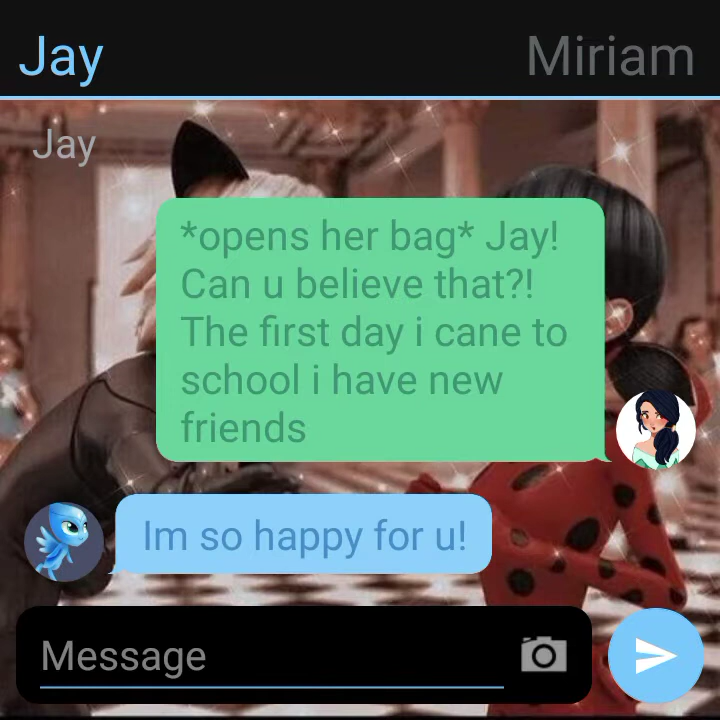 Jay Miriam
Jay
*opens her bag* Jay!
Can u believe that?!
The first day i cane to
school i have new
friends
Im so happy for u!
Message